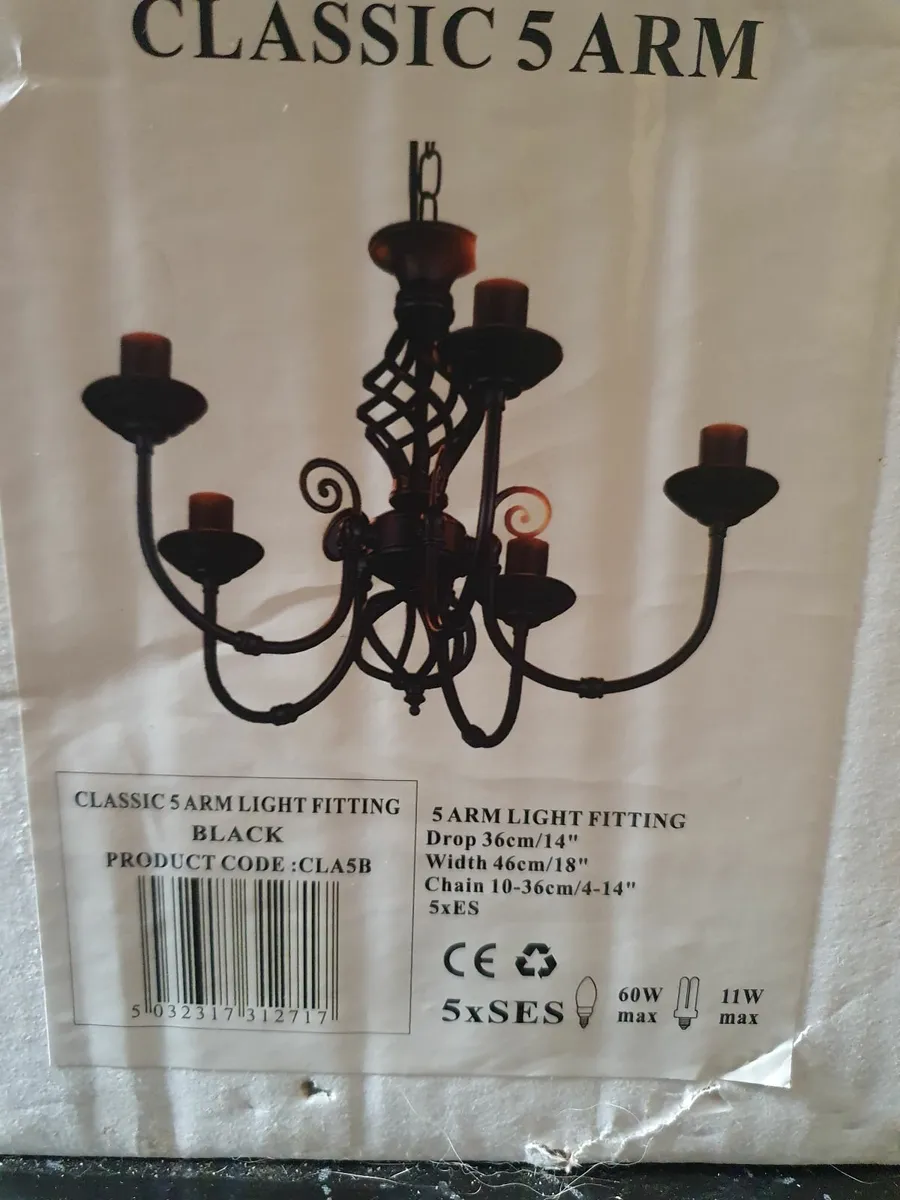 CLASSIC 5 ARM
CLASSIC 5 ARM LIGHT FITTING
BLACK
PRODUCT CODE :CLA5B
5 032317 312717
5 ARM LIGHT FITTING
Drop 36cm/14"
Width 46cm/18"
Chain 10-36cm/4-14"
5xES
CE
5xSES 60W max 11W max